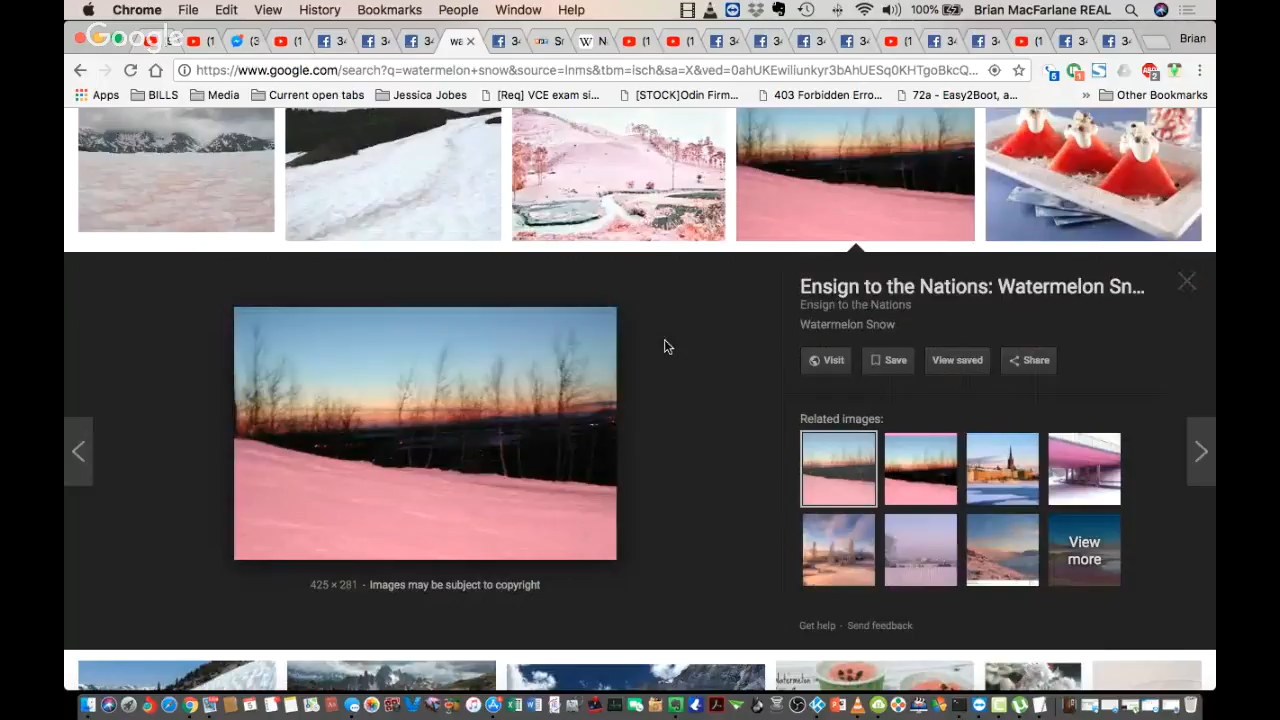 Chrome File Edit View History Bookmarks People Window Help 100% Brian MacFarlane REAL
Google
Brian
https://www.google.com/search?q=watermelon+snow&source=lnms&tbm=isch&sa=X&ved=0ahUKEwiliunkyr3bAhUESq0KHTgoBkcQ...
Apps BILLS Media Current open tabs Jessica Jobes [Req] VCE exam si... [STOCK]Odin Firm... 403 Forbidden Erro... 72a - Easy2Boot, a... » Other Bookmarks
Ensign to the Nations: Watermelon Sn...
Ensign to the Nations
Watermelon Snow
Visit Save View saved Share
Related images:
View more
425 × 281 - Images may be subject to copyright
Get help - Send feedback